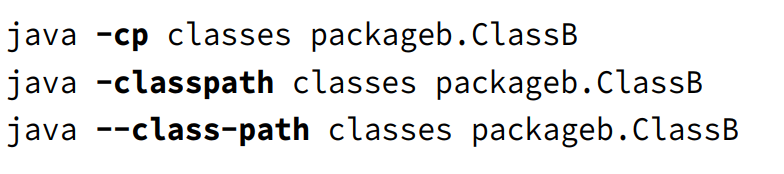 java -cp classes packageb.ClassB
java -classpath classes packageb.ClassB
java --class-path classes packageb.ClassB